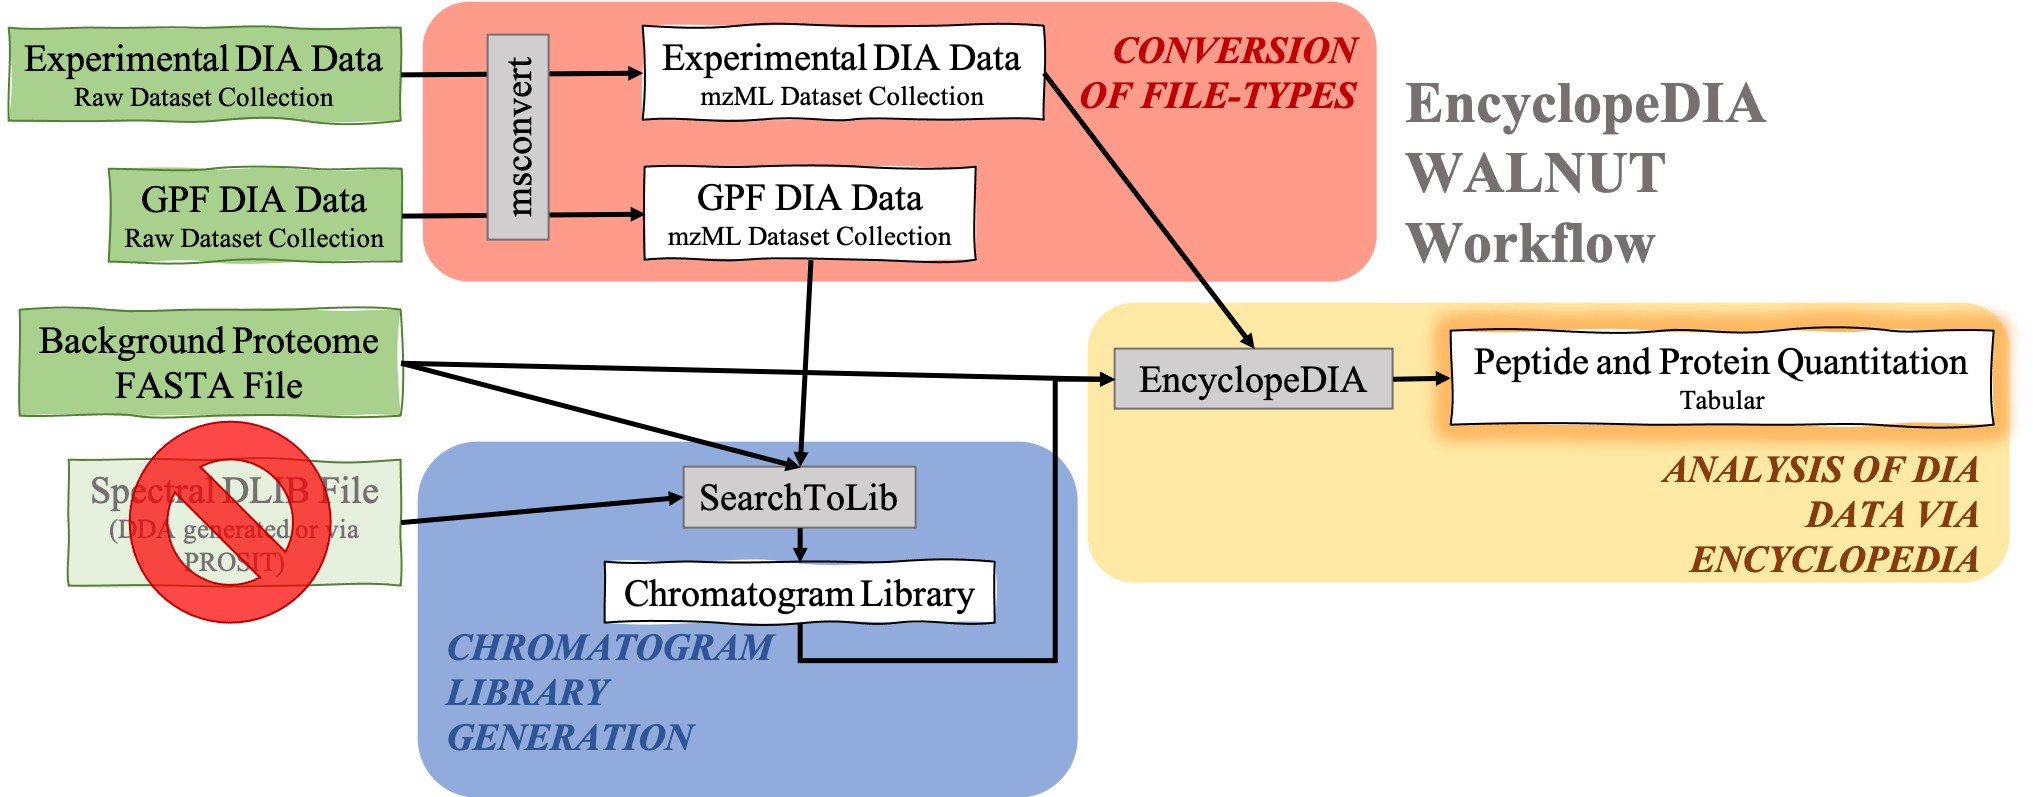 Experimental DIA Data
Raw Dataset Collection
GPF DIA Data
Raw Dataset Collection
Background Proteome
FASTA File
Spectral DLIB File
(DDA generated or via
PROSIT)
msconvert
Experimental DIA Data
mzML Dataset Collection
GPF DIA Data
mzML Dataset Collection
CONVERSION
OF FILE-TYPES
EncyclopeDIA
WALNUT
Workflow
SearchToLib
Chromatogram Library
CHROMATOGRAM
LIBRARY
GENERATION
EncyclopeDIA
Peptide and Protein Quantitation
Tabular
ANALYSIS OF DIA
DATA VIA
ENCYCLOPEDIA